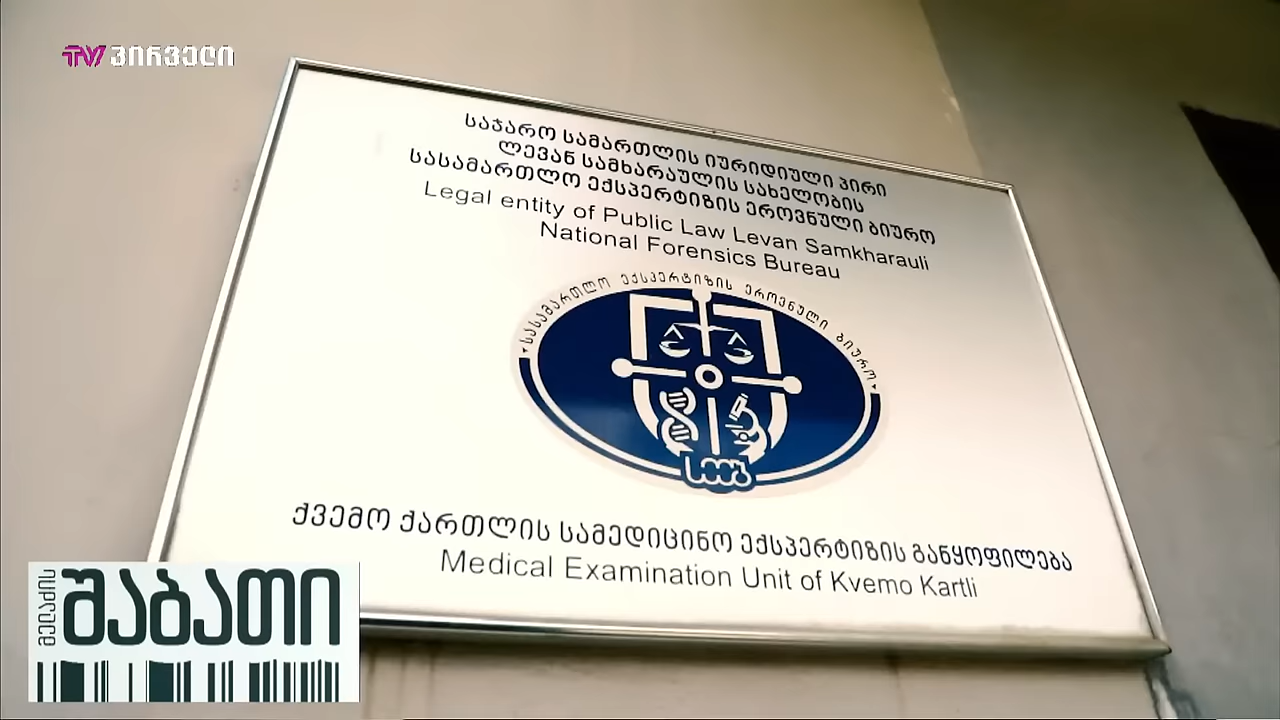 TV პირველი
საჯარო სამართლის იურიდიული პირი
ლევან სამხარაულის სახელობის
სასამართლო ექსპერტიზის ეროვნული ბიურო
Legal entity of Public Law Levan Samkharauli
National Forensics Bureau
სასამართლო ექსპერტიზის ეროვნული ბიურო
სეებ
ქვემო ქართლის სამედიცინო ექსპერტიზის განყოფილება
Medical Examination Unit of Kvemo Kartli
მელაძის
შაბათი